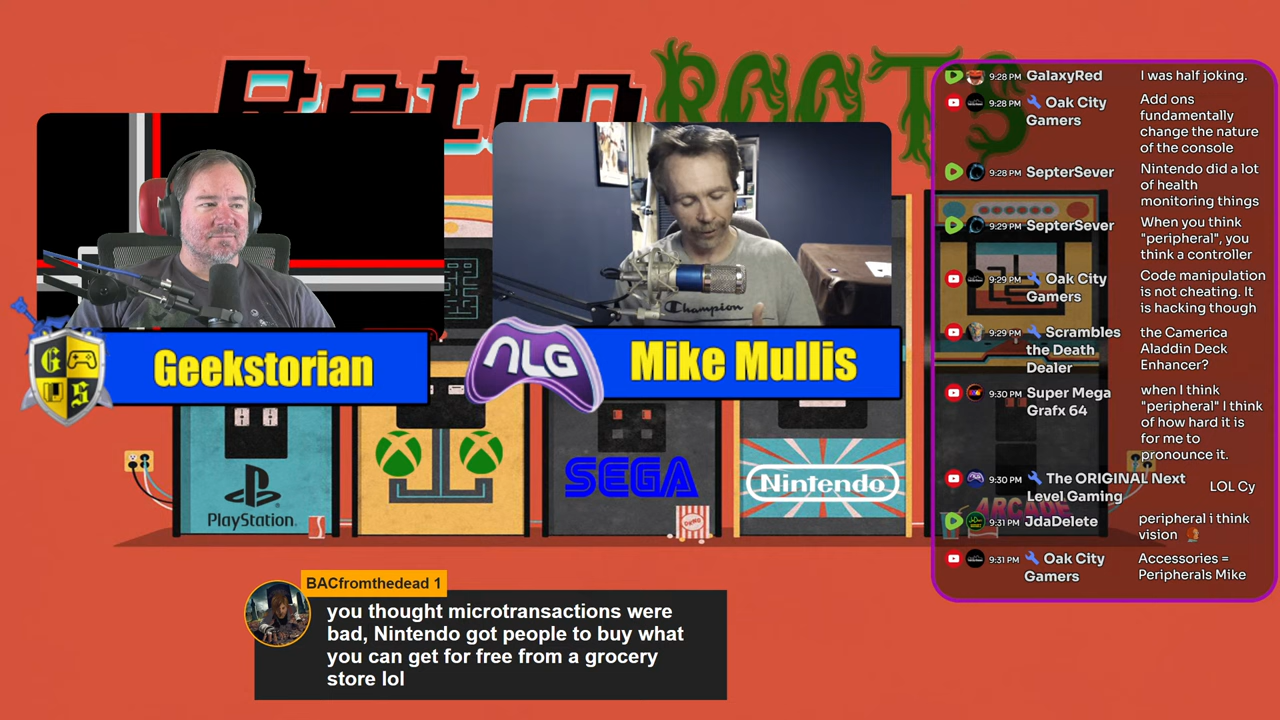 Retro ROOTS
Geekstorian
G
S
NLG
Mike Mullis
Champion
PlayStation
SEGA
Nintendo
DEMO
ARCADE
9:28 PM GalaxyRed I was half joking.
9:28 PM Oak City Gamers
Add ons
fundamentally
change the nature
of the console
9:28 PM SepterSever
Nintendo did a lot
of health
monitoring things
9:29 PM SepterSever
When you think
"peripheral", you
think a controller
9:29 PM Oak City Gamers
Code manipulation
is not cheating. It
is hacking though
9:29 PM Scrambles the Death Dealer
the Camerica
Aladdin Deck
Enhancer?
9:30 PM Super Mega Grafx 64
when I think
"peripheral" I think
of how hard it is
for me to
pronounce it.
9:30 PM The ORIGINAL Next Level Gaming
LOL Cy
9:31 PM JdaDelete
peripheral i think
vision
9:31 PM Oak City Gamers
Accessories =
Peripherals Mike
BACfromthedead 1
you thought microtransactions were
bad, Nintendo got people to buy what
you can get for free from a grocery
store lol